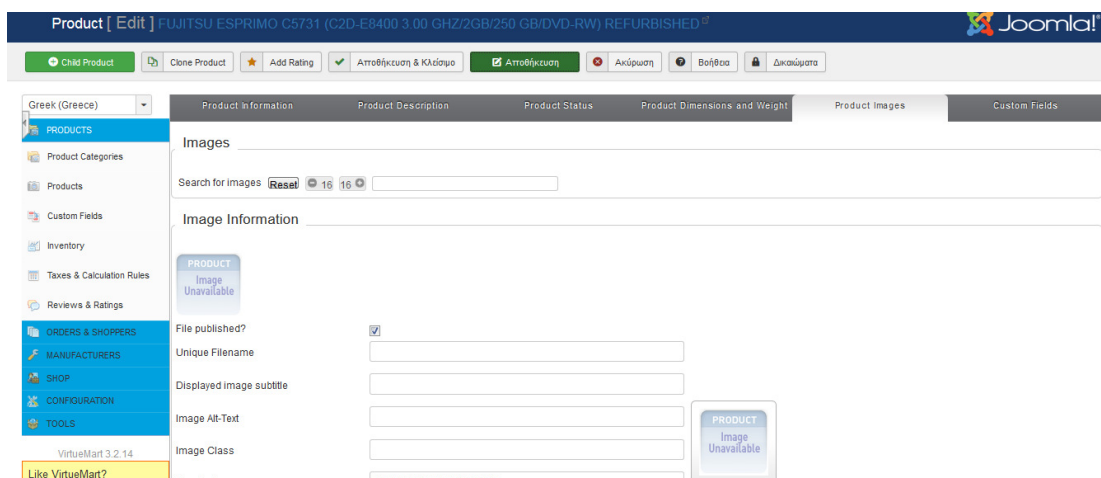 Product [ Edit ] FUJITSU ESPRIMO C5731 (C2D-E8400 3.00 GHZ/2GB/250 GB/DVD-RW) REFURBISHED
Joomla!
Child Product Clone Product Add Rating Αποθήκευση & Κλείσιμο Αποθήκευση Ακύρωση Βοήθεια Δικαιώματα
Greek (Greece)
Product Information Product Description Product Status Product Dimensions and Weight Product Images Custom Fields
PRODUCTS
Product Categories
Products
Custom Fields
Inventory
Taxes & Calculation Rules
Reviews & Ratings
ORDERS & SHOPPERS
MANUFACTURERS
SHOP
CONFIGURATION
TOOLS
VirtueMart 3.2.14
Like VirtueMart?
Images
Search for images Reset 16 16
Image Information
PRODUCT
Image
Unavailable
File published?
Unique Filename
Displayed image subtitle
Image Alt-Text
Image Class
PRODUCT
Image
Unavailable